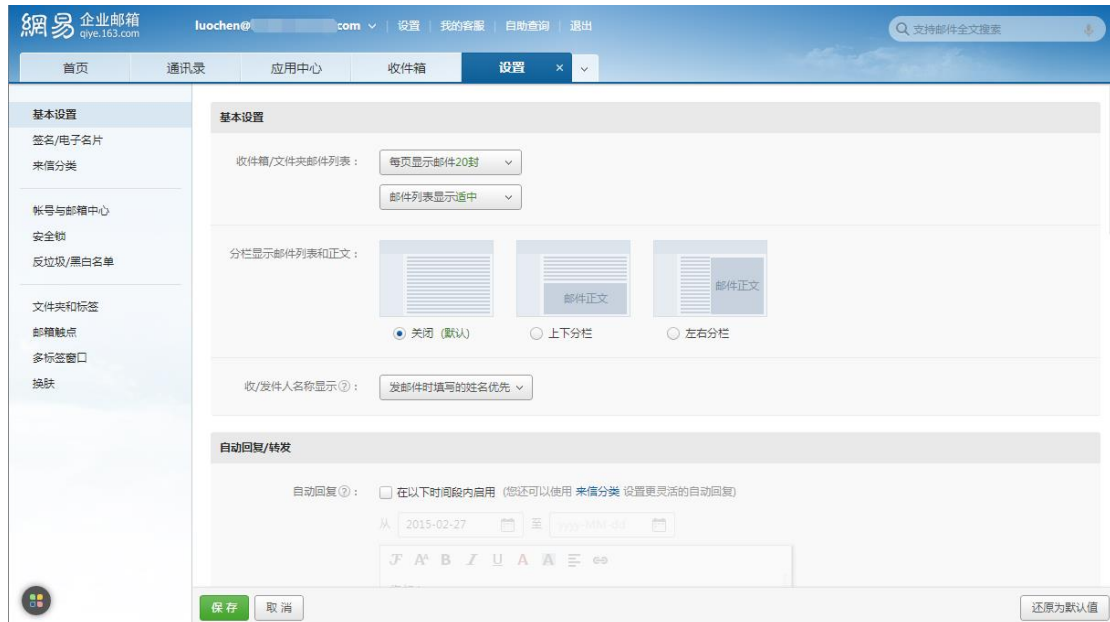 網易 企业邮箱
qiye.163.com
luochen@ com 设置 我的客服 自助查询 退出
支持邮件全文搜索
首页 通讯录 应用中心 收件箱 设置 ×
基本设置
签名/电子名片
来信分类
帐号与邮箱中心
安全锁
反垃圾/黑白名单
文件夹和标签
邮箱触点
多标签窗口
换肤
基本设置
收件箱/文件夹邮件列表：
每页显示邮件20封
邮件列表显示适中
分栏显示邮件列表和正文：
邮件正文 邮件正文
关闭 (默认) 上下分栏 左右分栏
收/发件人名称显示?： 发邮件时填写的姓名优先
自动回复/转发
自动回复?： 在以下时间段内启用 (您还可以使用 来信分类 设置更灵活的自动回复)
从 2015-02-27 至 yyyy-MM-dd
B I U A A
保存 取消 还原为默认值